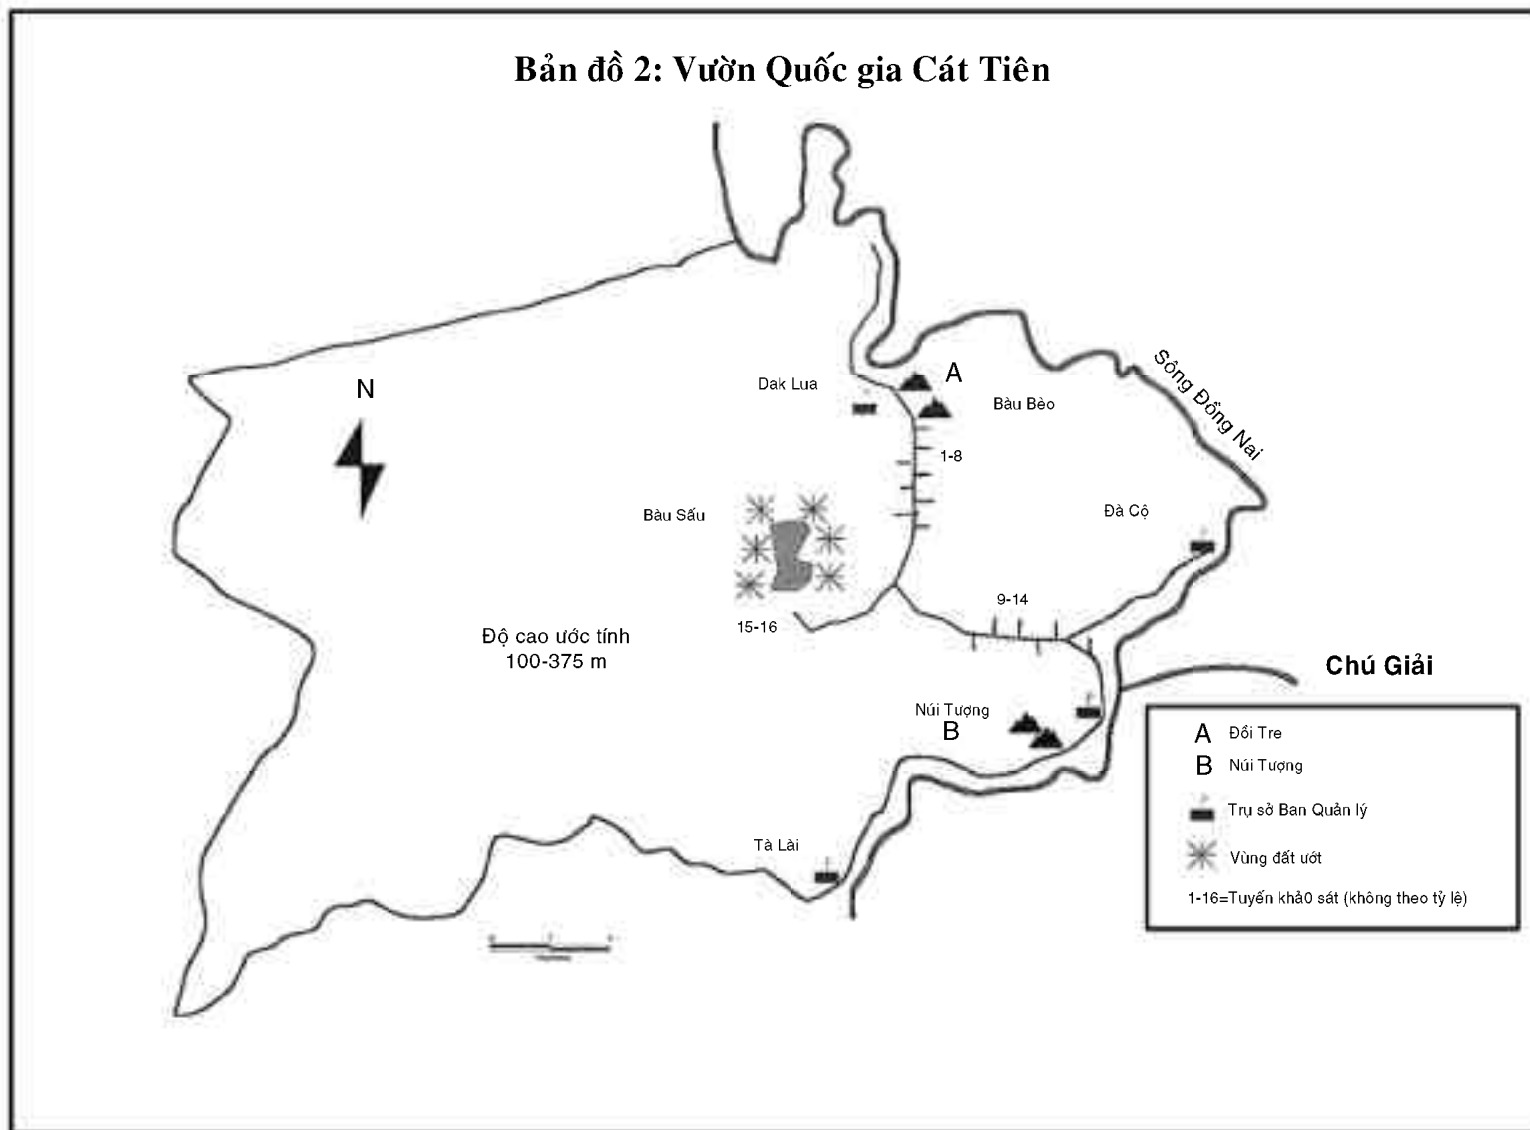 Bản đồ 2: Vườn Quốc gia Cát Tiên
N
Dak Lua
A
Bàu Bèo
Sông Đồng Nai
1-8
Bàu Sấu
Đà Cộ
9-14
15-16
Độ cao ước tính
100-375 m
Núi Tượng
B
Tà Lài
Chú Giải
A Đồi Tre
B Núi Tượng
Trụ sở Ban Quản lý
Vùng đất ướt
1-16=Tuyến khả0 sát (không theo tỷ lệ)